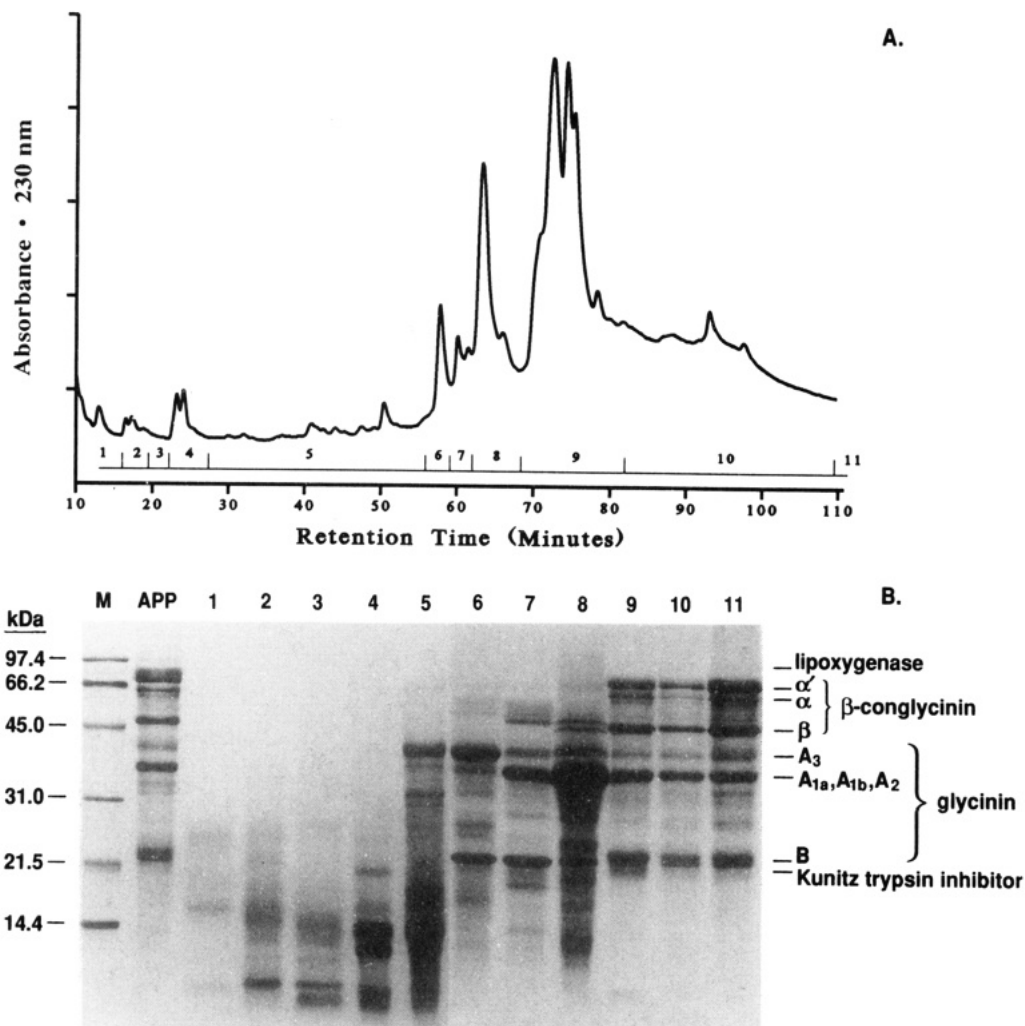 A.
Absorbance • 230 nm
1 2 3 4 5 6 7 8 9 10 11
10 20 30 40 50 60 70 80 90 100 110
Retention Time (Minutes)
B.
kDa M APP 1 2 3 4 5 6 7 8 9 10 11
97.4
66.2
45.0
31.0
21.5
14.4
lipoxygenase
α'
α
β
β-conglycinin
A3
A1a,A1b,A2
glycinin
B
Kunitz trypsin inhibitor